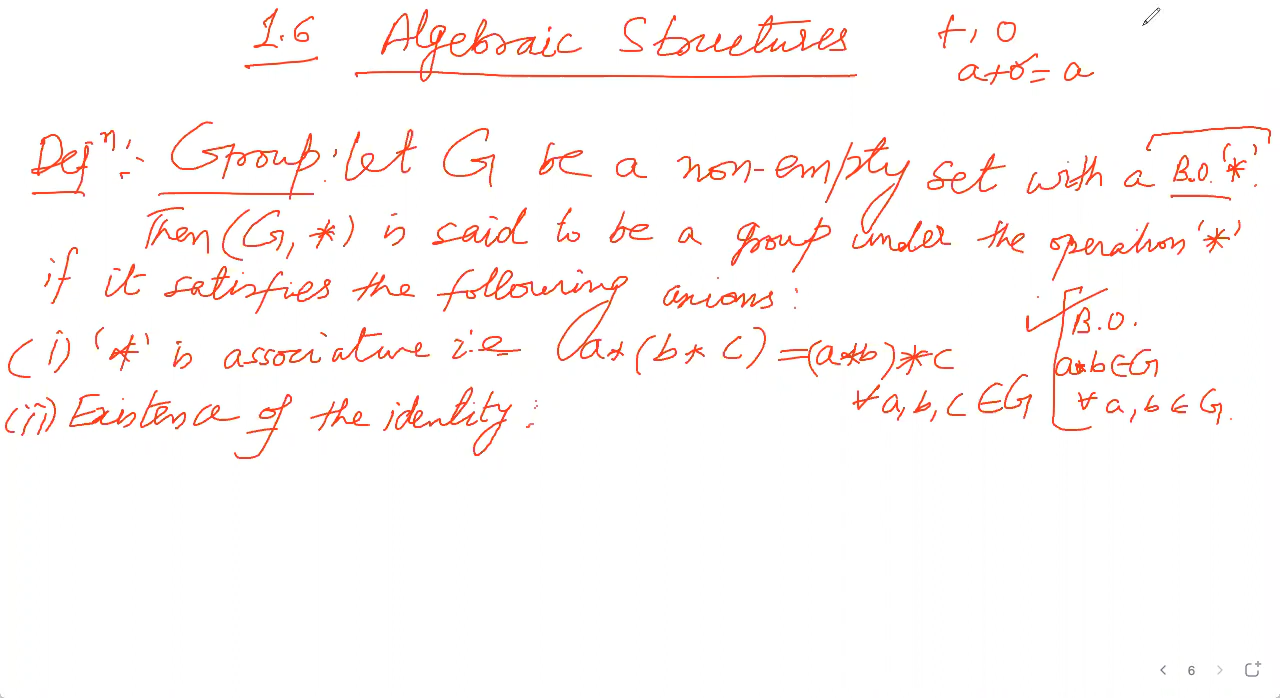 1.6 Algebraic Structures
+, 0
a+0=a
Defⁿ:- Group: let G be a non-empty set with a B.O. '*'.
Then (G, *) is said to be a group under the operation '*'
if it satisfies the following axioms:
(i) '*' is associative i.e (a*(b*c)=(a*b)*c
∀ a, b, c ∈ G
B.O.
a*b ∈ G
∀ a, b ∈ G.
(ii) Existence of the identity:
6